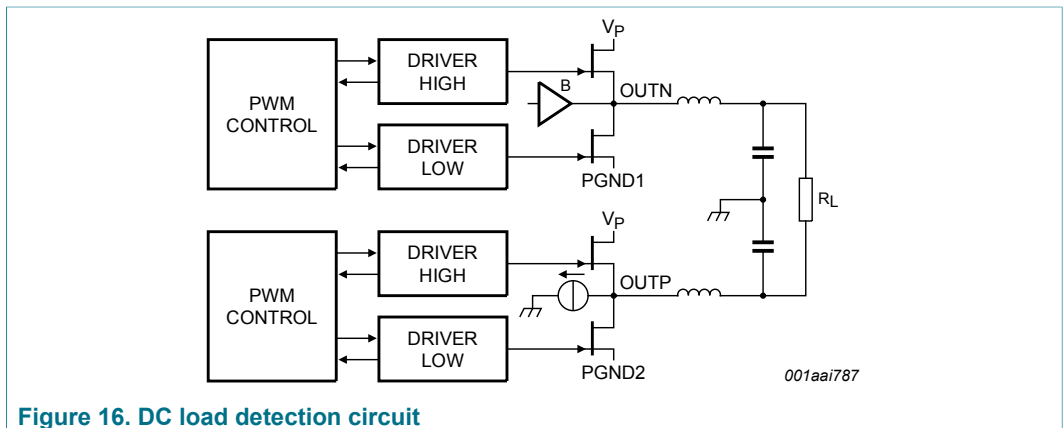 VP
DRIVER
HIGH
B
OUTN
PWM
CONTROL
DRIVER
LOW
PGND1
RL
VP
DRIVER
HIGH
OUTP
PWM
CONTROL
DRIVER
LOW
PGND2
001aai787
Figure 16. DC load detection circuit